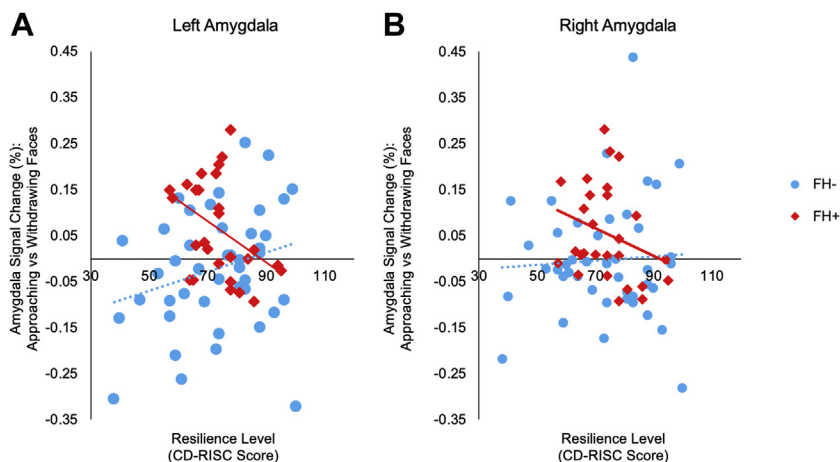 A
Left Amygdala
Amygdala Signal Change (%):
Approaching vs Withdrawing Faces
0.45
0.35
0.25
0.15
0.05
-0.05
-0.15
-0.25
-0.35
30
70
90
110
Resilience Level
(CD-RISC Score)
B
Right Amygdala
Amygdala Signal Change (%):
Approaching vs Withdrawing Faces
0.45
0.35
0.25
0.15
0.05
-0.05
-0.15
-0.25
-0.35
30
70
90
110
Resilience Level
(CD-RISC Score)
FH-
FH+